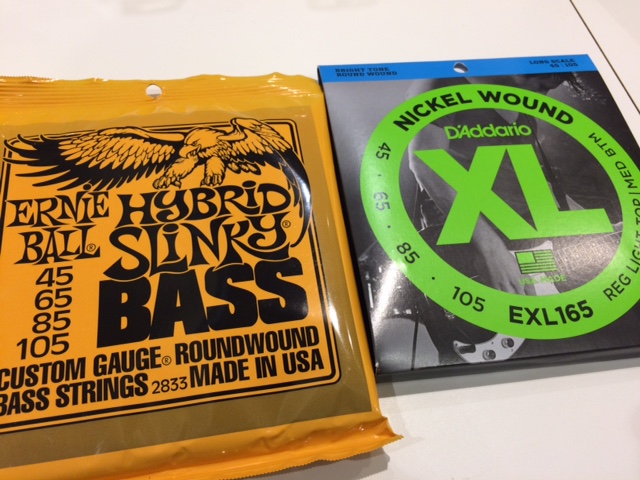 ERNIE
BALL®
HYBRID
SLINKY®
BASS
45
65
85
105
CUSTOM GAUGE® ROUNDWOUND
BASS STRINGS 2833 MADE IN USA
BRIGHT TONE
ROUND WOUND
LONG SCALE
45 - 105
NICKEL WOUND
D'Addario
XL
45 · 65 · 85 · 105
EXL165
REG LIGHT TOP / MED BTM